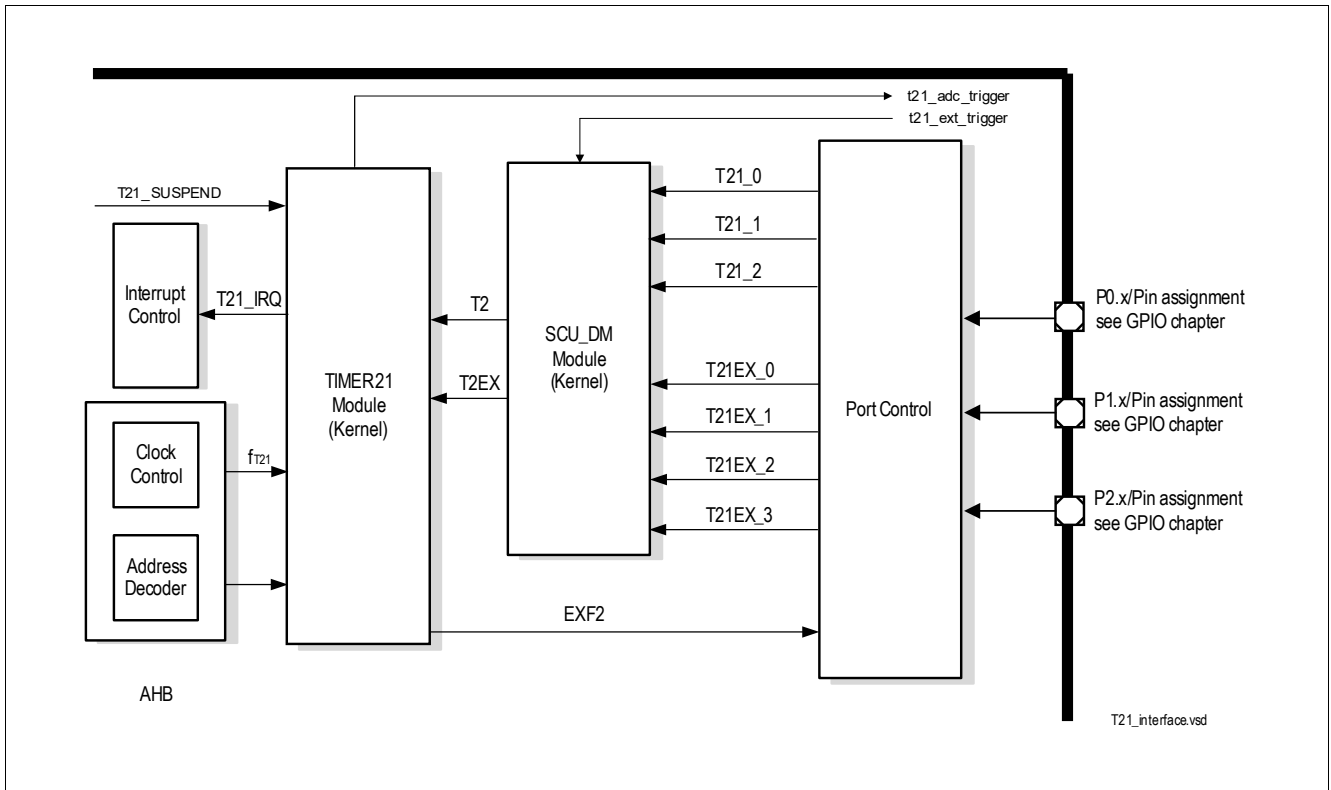 t21_adc_trigger
t21_ext_trigger
T21_SUSPEND
Interrupt
Control
T21_IRQ
Clock
Control
fT21
Address
Decoder
AHB
TIMER21
Module
(Kernel)
T2
T2EX
SCU_DM
Module
(Kernel)
T21_0
T21_1
T21_2
T21EX_0
T21EX_1
T21EX_2
T21EX_3
EXF2
Port Control
P0.x/Pin assignment
see GPIO chapter
P1.x/Pin assignment
see GPIO chapter
P2.x/Pin assignment
see GPIO chapter
T21_interface.vsd